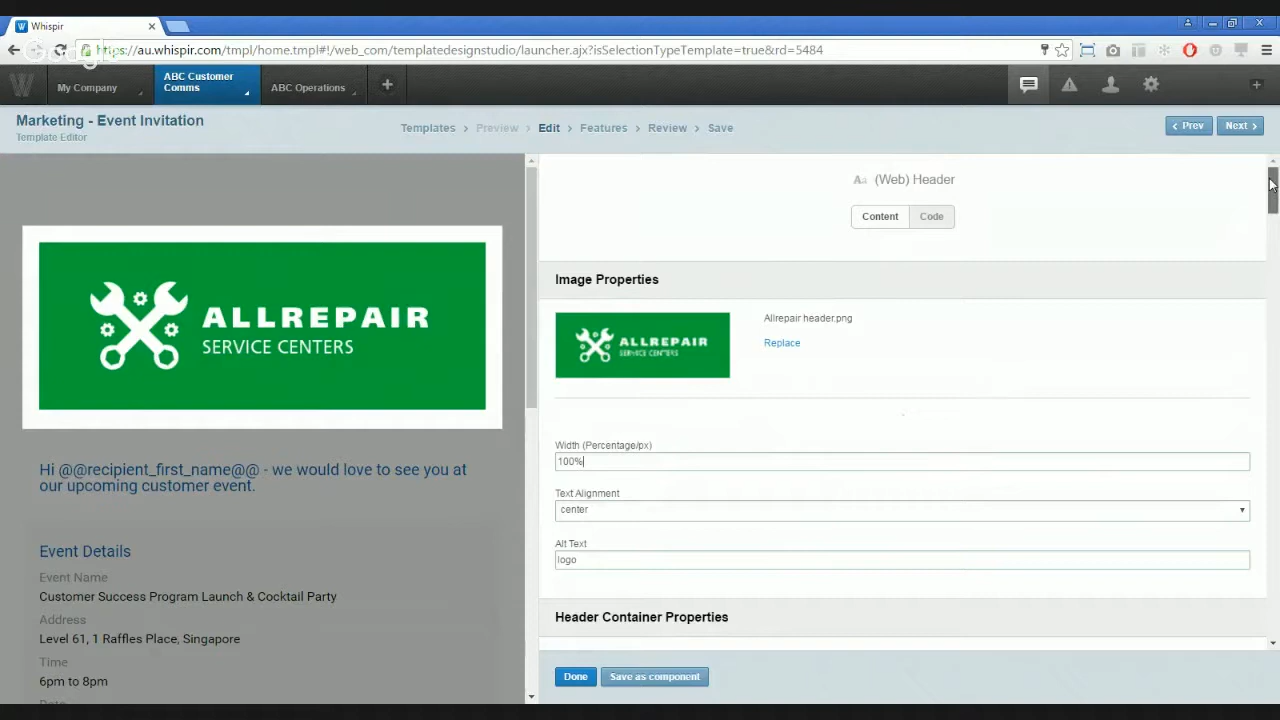 Whispir
https://au.whispir.com/tmpl/home.tmpl#!/web_com/templatedesignstudio/launcher.ajx?isSelectionTypeTemplate=true&rd=5484
My Company
ABC Customer
Comms
ABC Operations
Marketing - Event Invitation
Template Editor
Templates > Preview > Edit > Features > Review > Save
Prev
Next
ALLREPAIR
SERVICE CENTERS
Hi @@recipient_first_name@@ - we would love to see you at
our upcoming customer event.
Event Details
Event Name
Customer Success Program Launch & Cocktail Party
Address
Level 61, 1 Raffles Place, Singapore
Time
6pm to 8pm
Aa (Web) Header
Content
Code
Image Properties
ALLREPAIR
SERVICE CENTERS
Allrepair header.png
Replace
Width (Percentage/px)
100%
Text Alignment
center
Alt Text
logo
Header Container Properties
Done
Save as component